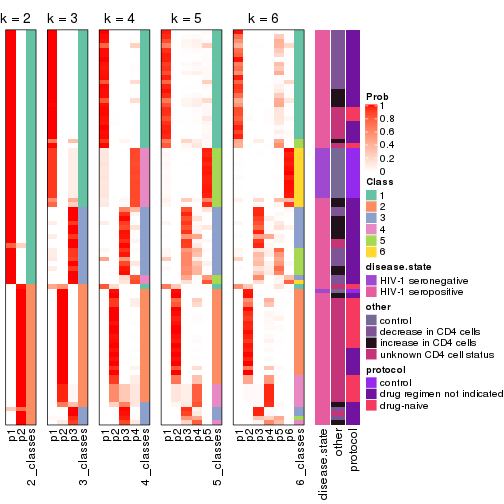 k = 2 k = 3 k = 4 k = 5 k = 6
Prob
1
0.8
0.6
0.4
0.2
0
Class
1
2
3
4
5
6
disease.state
HIV-1 seronegative
HIV-1 seropositive
other
control
decrease in CD4 cells
increase in CD4 cells
unknown CD4 cell status
protocol
control
drug regimen not indicated
drug-naive
p1 p2 2_classes p1 p2 p3 3_classes p1 p2 p3 p4 4_classes p1 p2 p3 p4 p5 5_classes p1 p2 p3 p4 p5 p6 6_classes disease.state other protocol